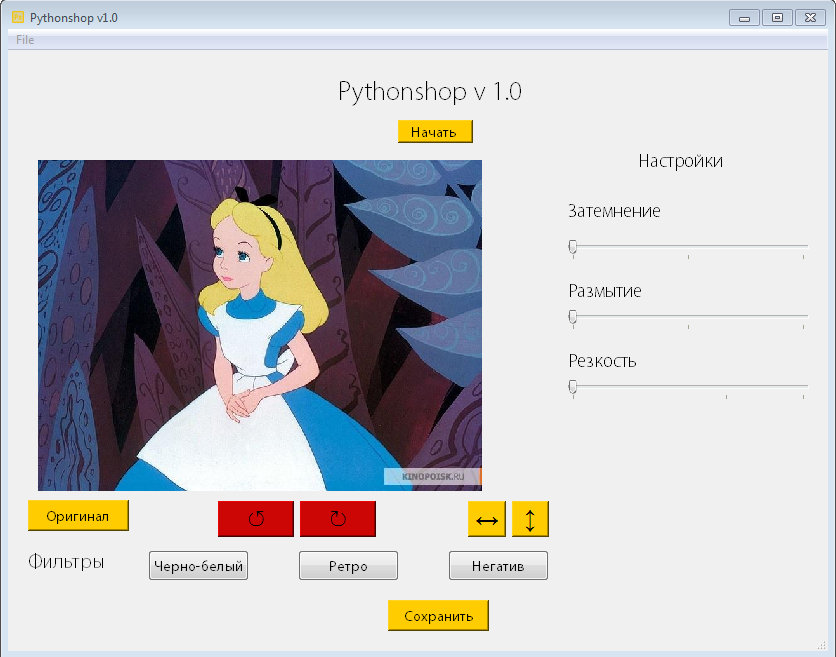 Pythonshop v1.0
File
Pythonshop v 1.0
Начать
Настройки
Затемнение
Размытие
Резкость
KINOPOISK.RU
Оригинал
Фильтры
Черно-белый
Ретро
Негатив
Сохранить